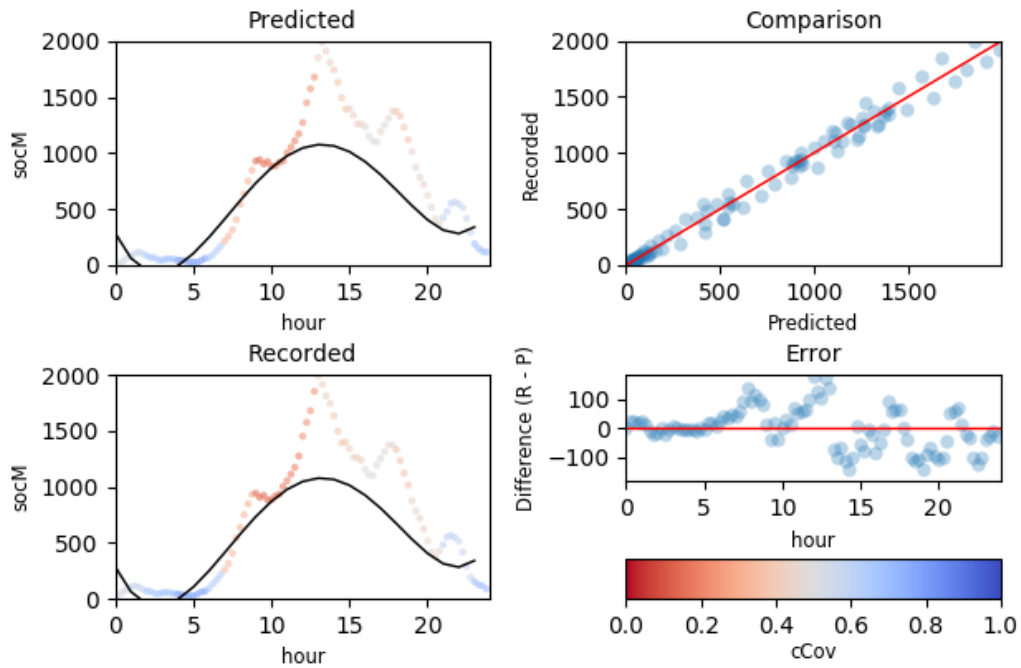 Predicted
2000
1500
1000
500
0
socM
0 5 10 15 20
hour
Comparison
2000
1500
1000
500
0
Recorded
0 500 1000 1500
Predicted
Recorded
2000
1500
1000
500
0
socM
0 5 10 15 20
hour
Error
100
0
−100
Difference (R - P)
0 5 10 15 20
hour
0.0 0.2 0.4 0.6 0.8 1.0
cCov